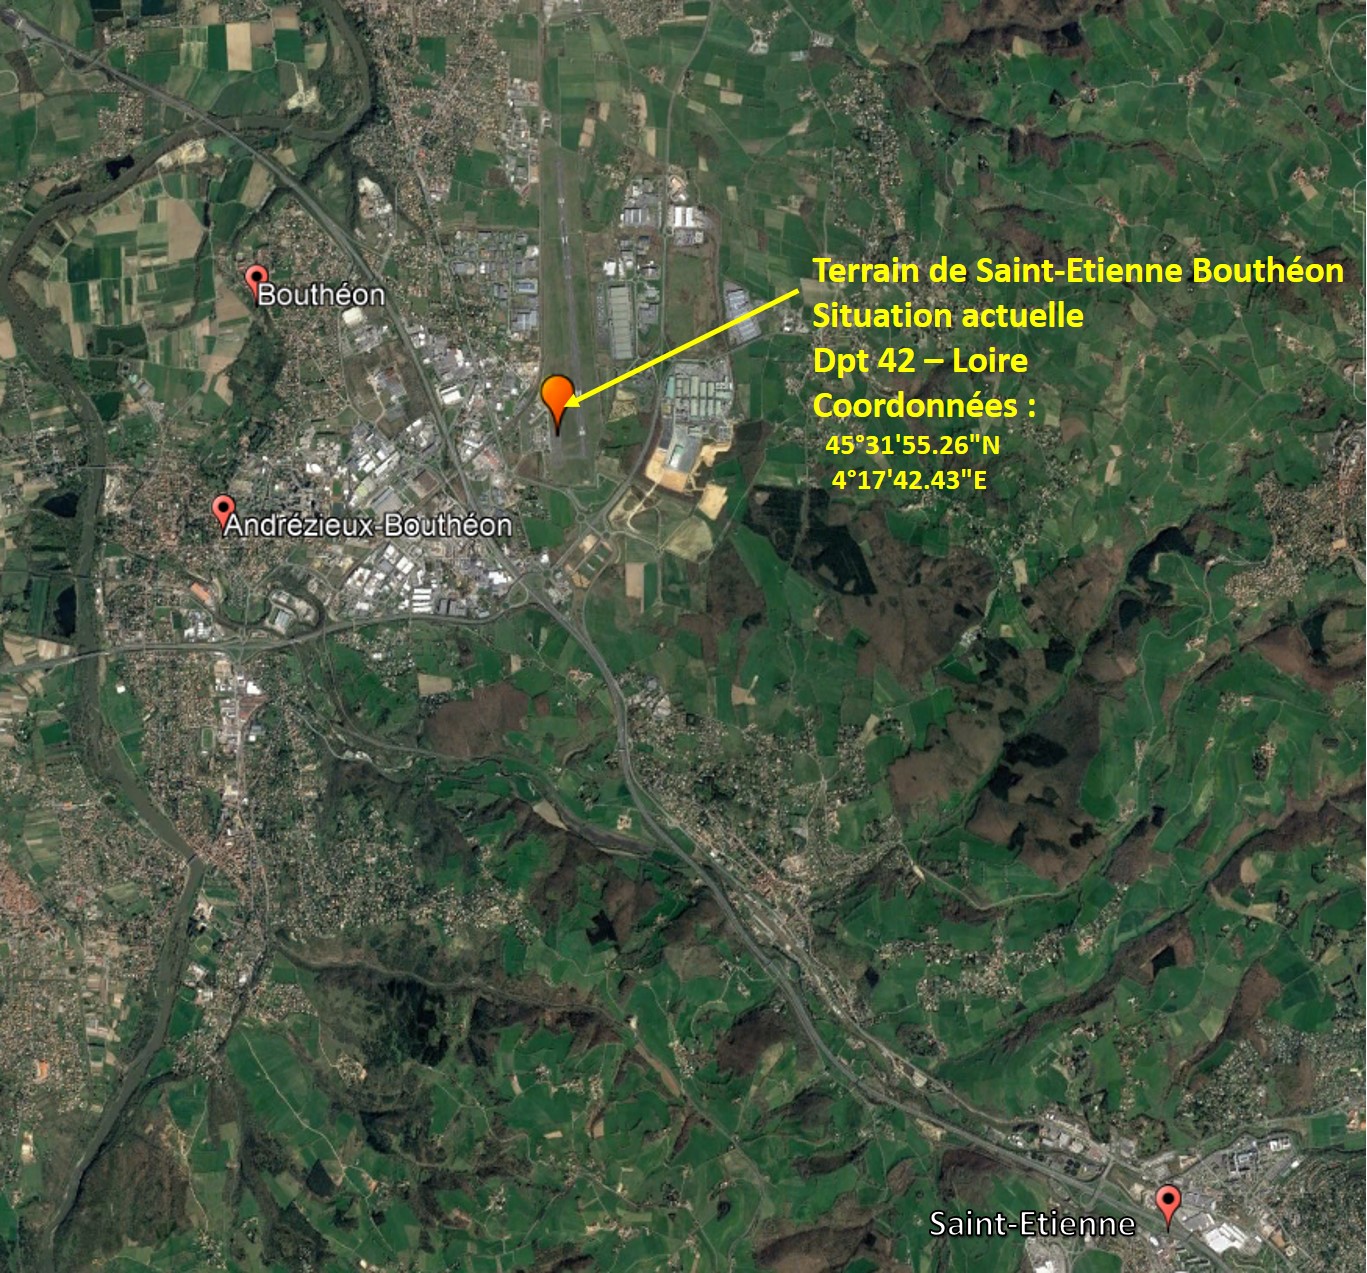 Terrain de Saint-Etienne Bouthéon
Situation actuelle
Dpt 42 – Loire
Coordonnées :
45°31'55.26"N
4°17'42.43"E
Bouthéon
Andrézieux-Bouthéon
Saint-Etienne